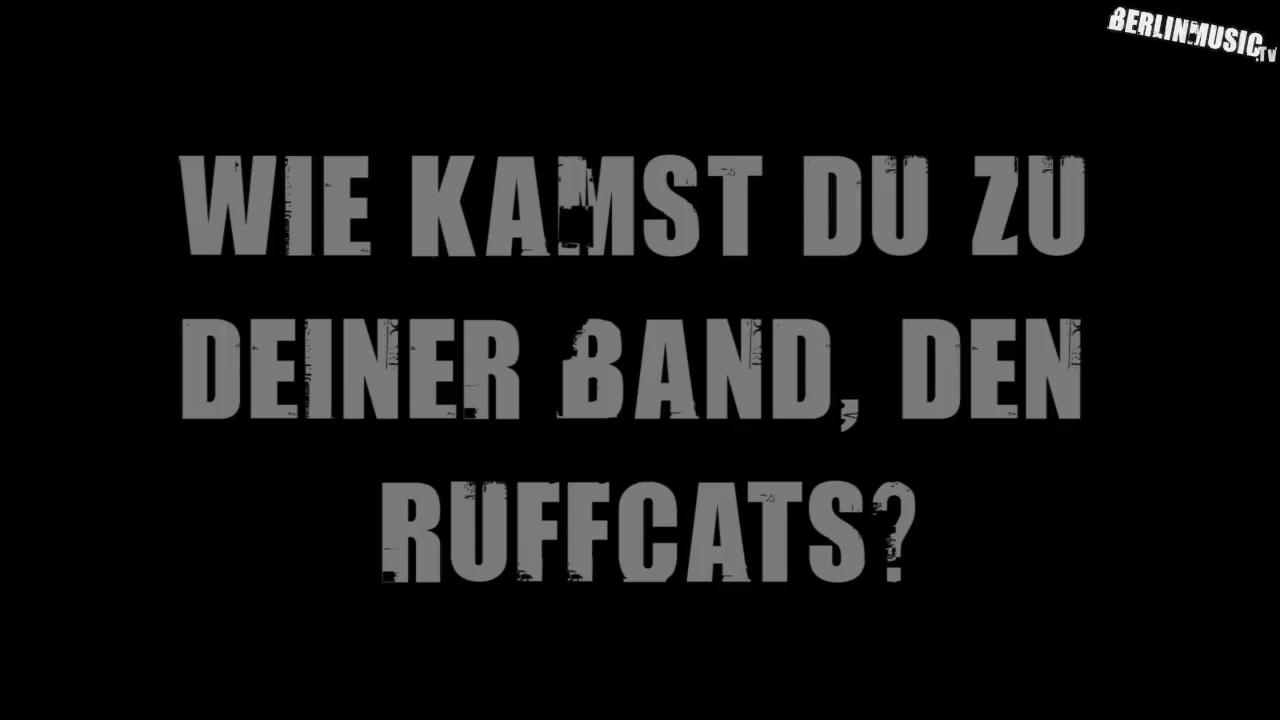 BERLINMUSIC.TV
WIE KAMST DU ZU
DEINER BAND, DEN
RUFFCATS?